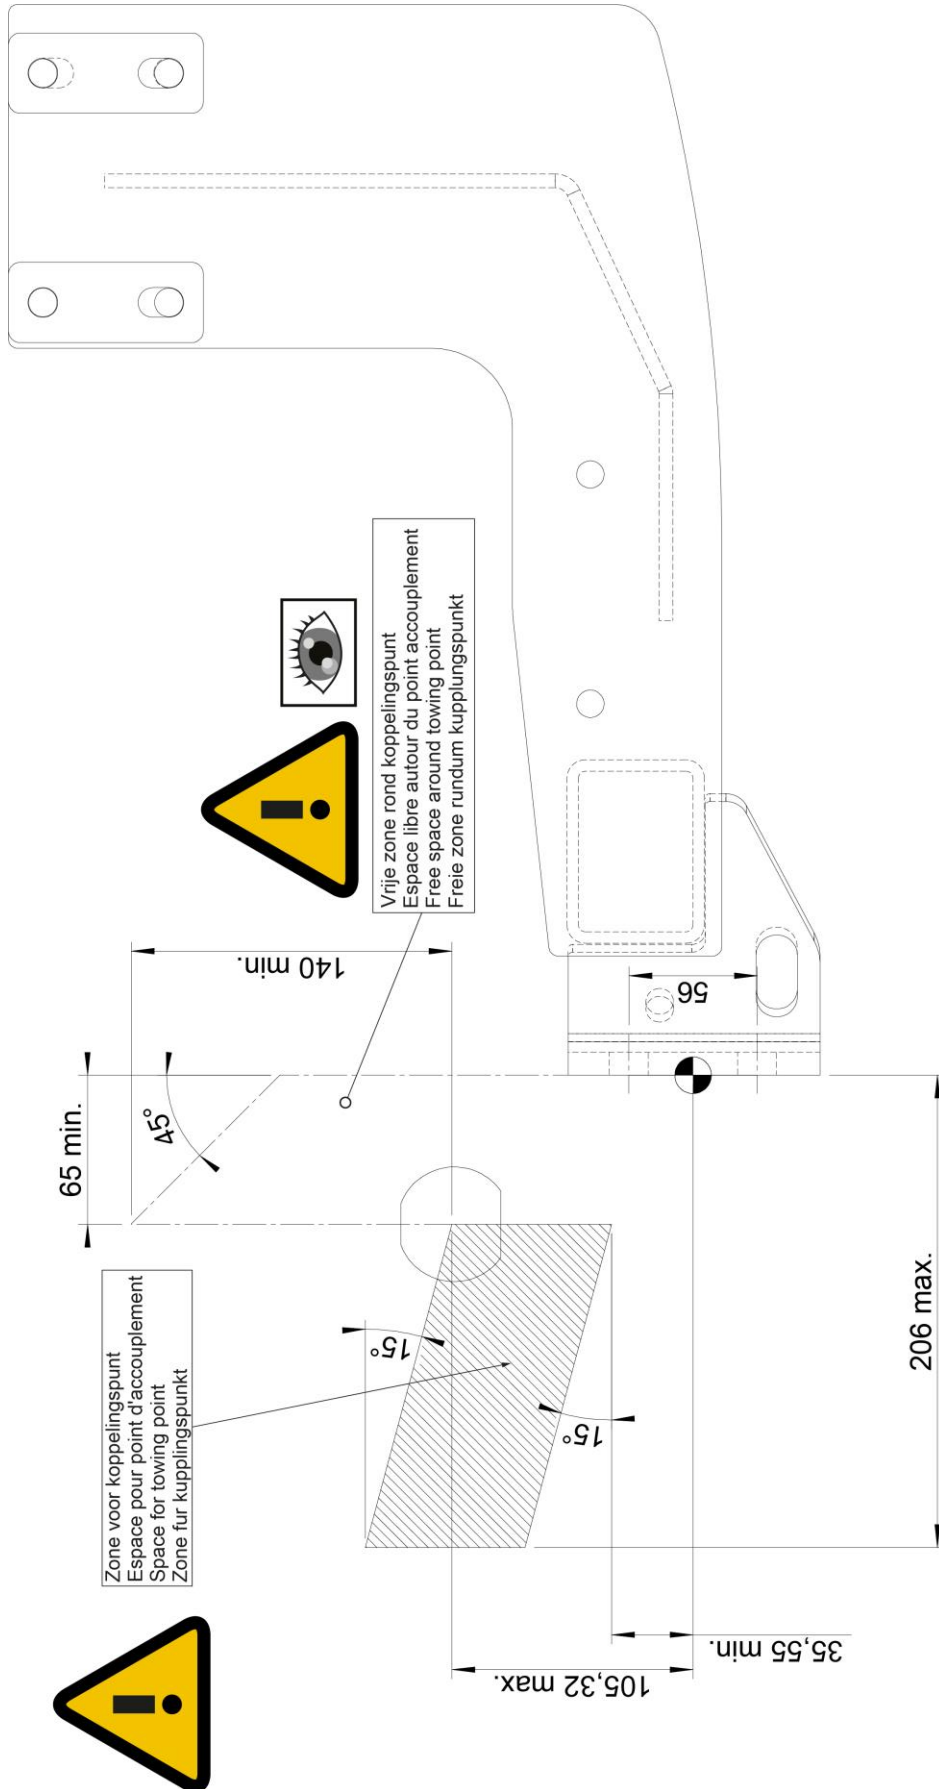 Zone voor koppelingspunt
Espace pour point d'accouplement
Space for towing point
Zone fur kupplingspunkt
Vrije zone rond koppelingspunt
Espace libre autour du point accouplement
Free space around towing point
Freie zone rundum kupplungspunkt
65 min.
45°
140 min.
56
15°
15°
206 max.
105,32 max.
35,55 min.